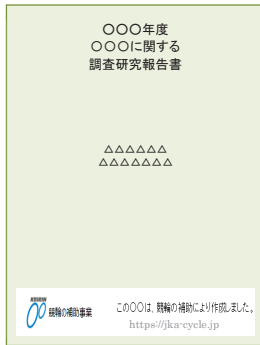 〇〇〇年度
〇〇〇に関する
調査研究報告書
△△△△△△
△△△△△△△
KEIRIN
競輪の補助事業
この〇〇は、競輪の補助により作成しました。
https://jka-cycle.jp